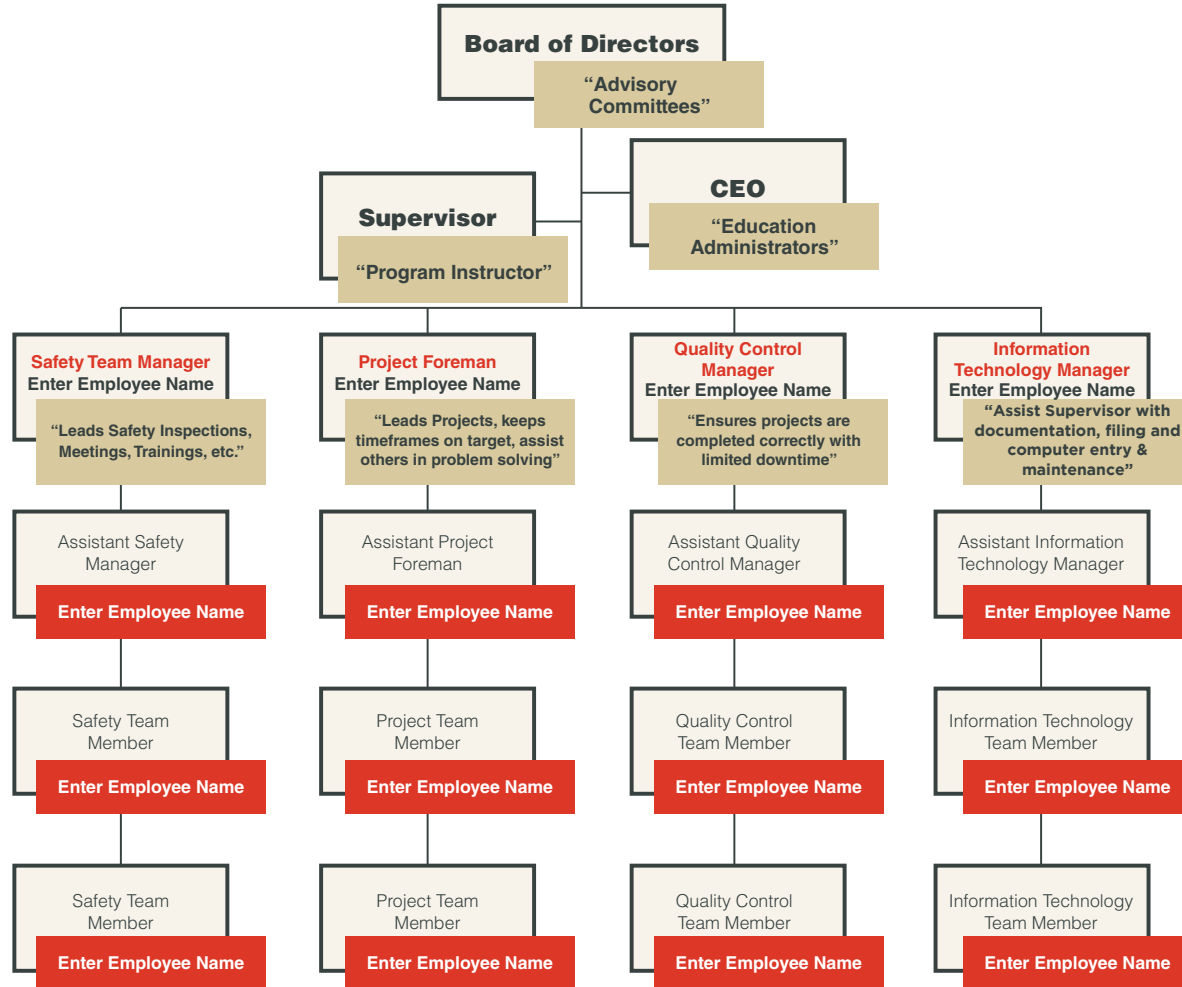 Board of Directors
“Advisory
Committees”
CEO
“Education
Administrators”
Supervisor
“Program Instructor”
Safety Team Manager
Enter Employee Name
“Leads Safety Inspections,
Meetings, Trainings, etc.”
Project Foreman
Enter Employee Name
“Leads Projects, keeps
timeframes on target, assist
others in problem solving”
Quality Control
Manager
Enter Employee Name
“Ensures projects are
completed correctly with
limited downtime”
Information
Technology Manager
Enter Employee Name
“Assist Supervisor with
documentation, filing and
computer entry &
maintenance”
Assistant Safety
Manager
Enter Employee Name
Assistant Project
Foreman
Enter Employee Name
Assistant Quality
Control Manager
Enter Employee Name
Assistant Information
Technology Manager
Enter Employee Name
Safety Team
Member
Enter Employee Name
Project Team
Member
Enter Employee Name
Quality Control
Team Member
Enter Employee Name
Information Technology
Team Member
Enter Employee Name
Safety Team
Member
Enter Employee Name
Project Team
Member
Enter Employee Name
Quality Control
Team Member
Enter Employee Name
Information Technology
Team Member
Enter Employee Name